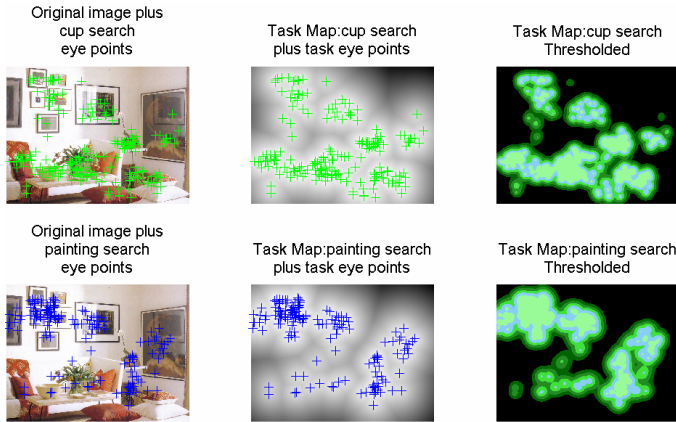 Original image plus
cup search
eye points
Task Map:cup search
plus task eye points
Task Map:cup search
Thresholded
Original image plus
painting search
eye points
Task Map:painting search
plus task eye points
Task Map:painting search
Thresholded